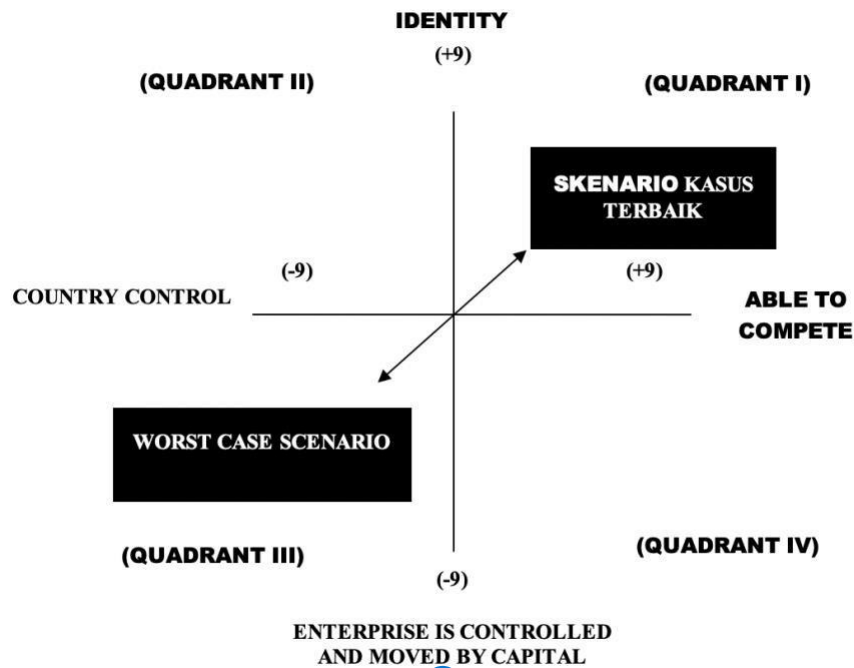 IDENTITY
(+9)
(QUADRANT II)
(QUADRANT I)
SKENARIO KASUS
TERBAIK
(-9)
(+9)
COUNTRY CONTROL
ABLE TO
COMPETE
WORST CASE SCENARIO
(QUADRANT III)
(QUADRANT IV)
(-9)
ENTERPRISE IS CONTROLLED
AND MOVED BY CAPITAL